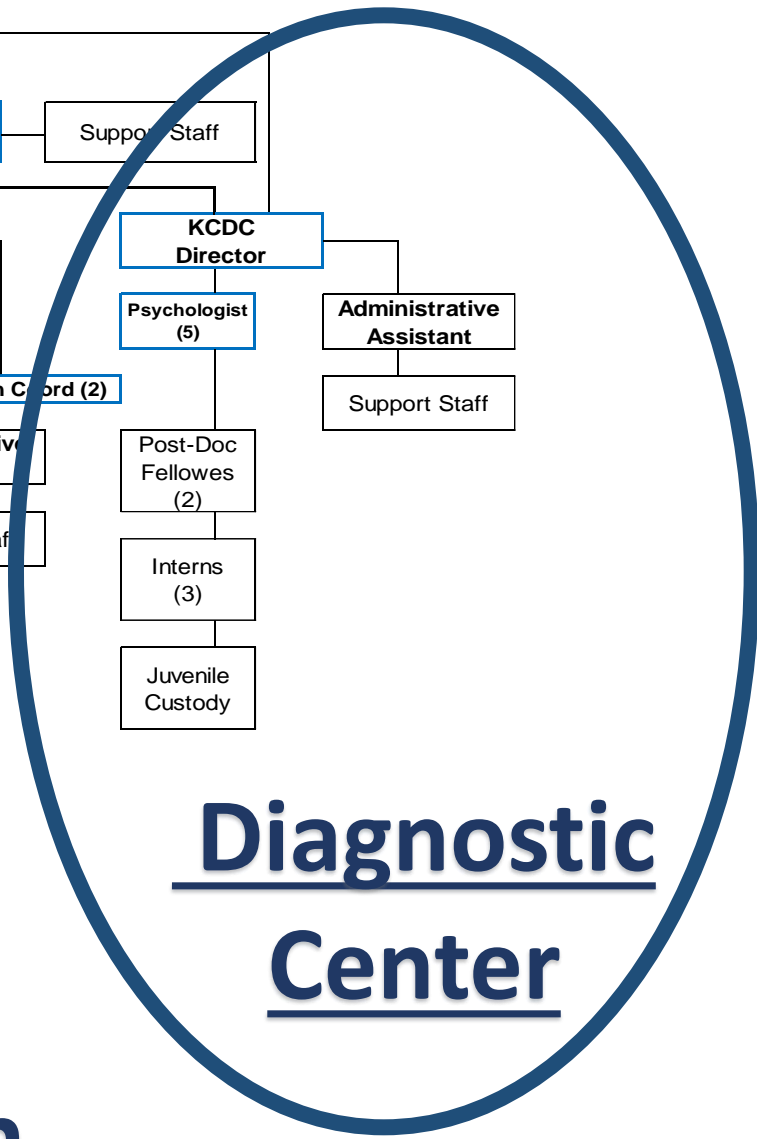 Support Staff
KCDC
Director
Psychologist
(5)
Administrative
Assistant
Coord (2)
Support Staff
Post-Doc
Fellowes
(2)
Interns
(3)
Juvenile
Custody
Diagnostic
Center